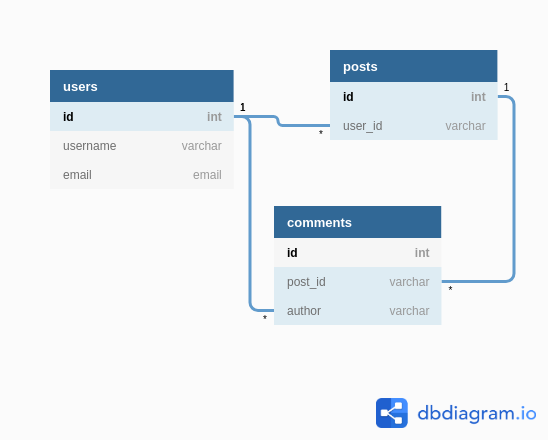 users
id int
username varchar
email email
1
*
posts
id int
user_id varchar
1
comments
id int
post_id varchar
author varchar
*
*
dbdiagram.io